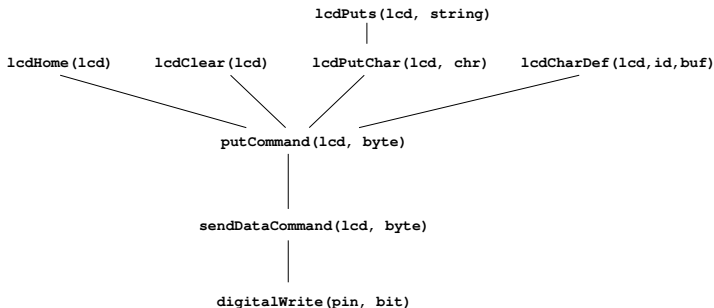 lcdPuts(lcd, string)
lcdHome(lcd) lcdClear(lcd) lcdPutChar(lcd, chr) lcdCharDef(lcd,id,buf)
putCommand(lcd, byte)
sendDataCommand(lcd, byte)
digitalWrite(pin, bit)